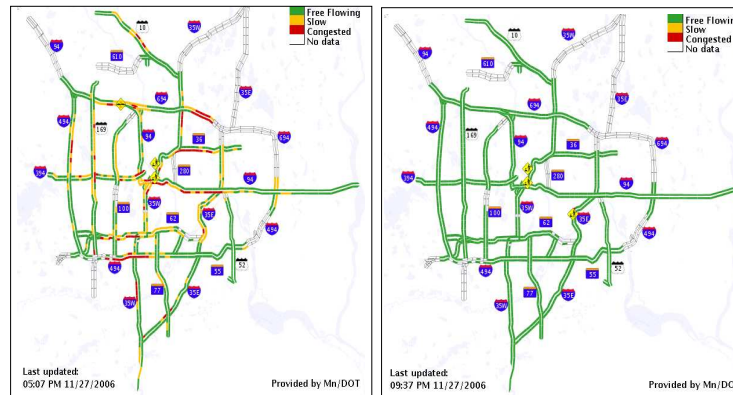 Free Flowing
Slow
Congested
No data
35W
10
94
610
35E
694
494
169
94
36
694
394
280
94
100
35W
62
35E
494
494
55
52
77
35W
35E
Last updated:
05:07 PM 11/27/2006
Provided by Mn/DOT
Free Flowing
Slow
Congested
No data
35W
10
94
610
35E
694
494
169
94
36
694
394
280
94
100
35W
62
35E
494
494
55
52
77
35W
35E
Last updated:
09:37 PM 11/27/2006
Provided by Mn/DO